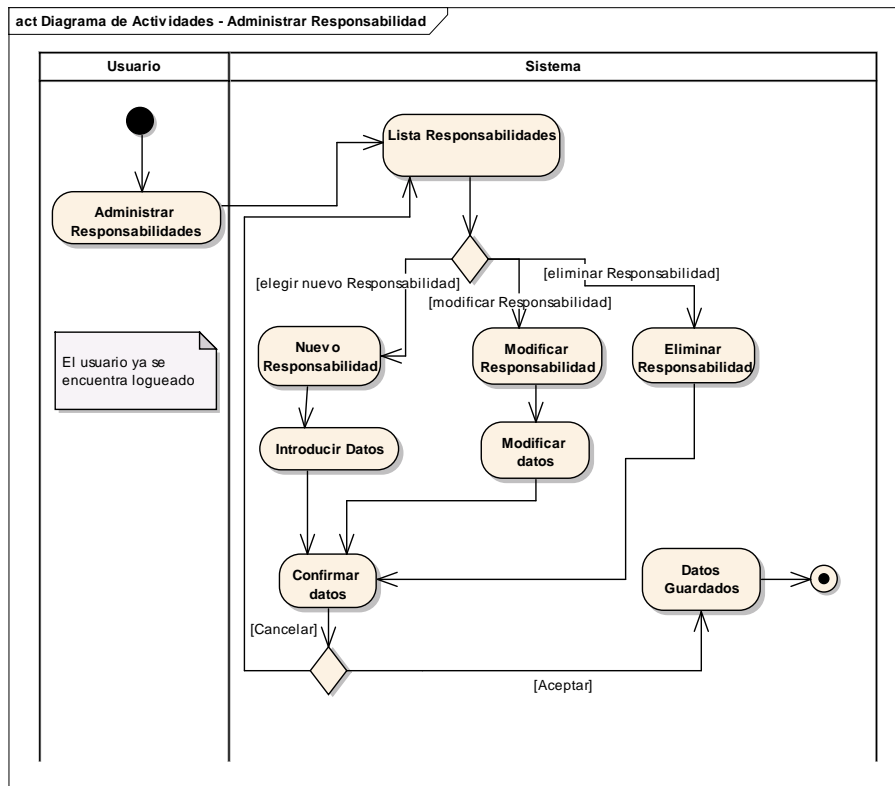 act Diagrama de Actividades - Administrar Responsabilidad
Usuario
Sistema
Lista Responsabilidades
Administrar
Responsabilidades
[elegir nuevo Responsabilidad]
[modificar Responsabilidad]
[eliminar Responsabilidad]
El usuario ya se
encuentra logueado
Nuevo
Responsabilidad
Modificar
Responsabilidad
Eliminar
Responsabilidad
Introducir Datos
Modificar
datos
Confirmar
datos
Datos
Guardados
[Cancelar]
[Aceptar]